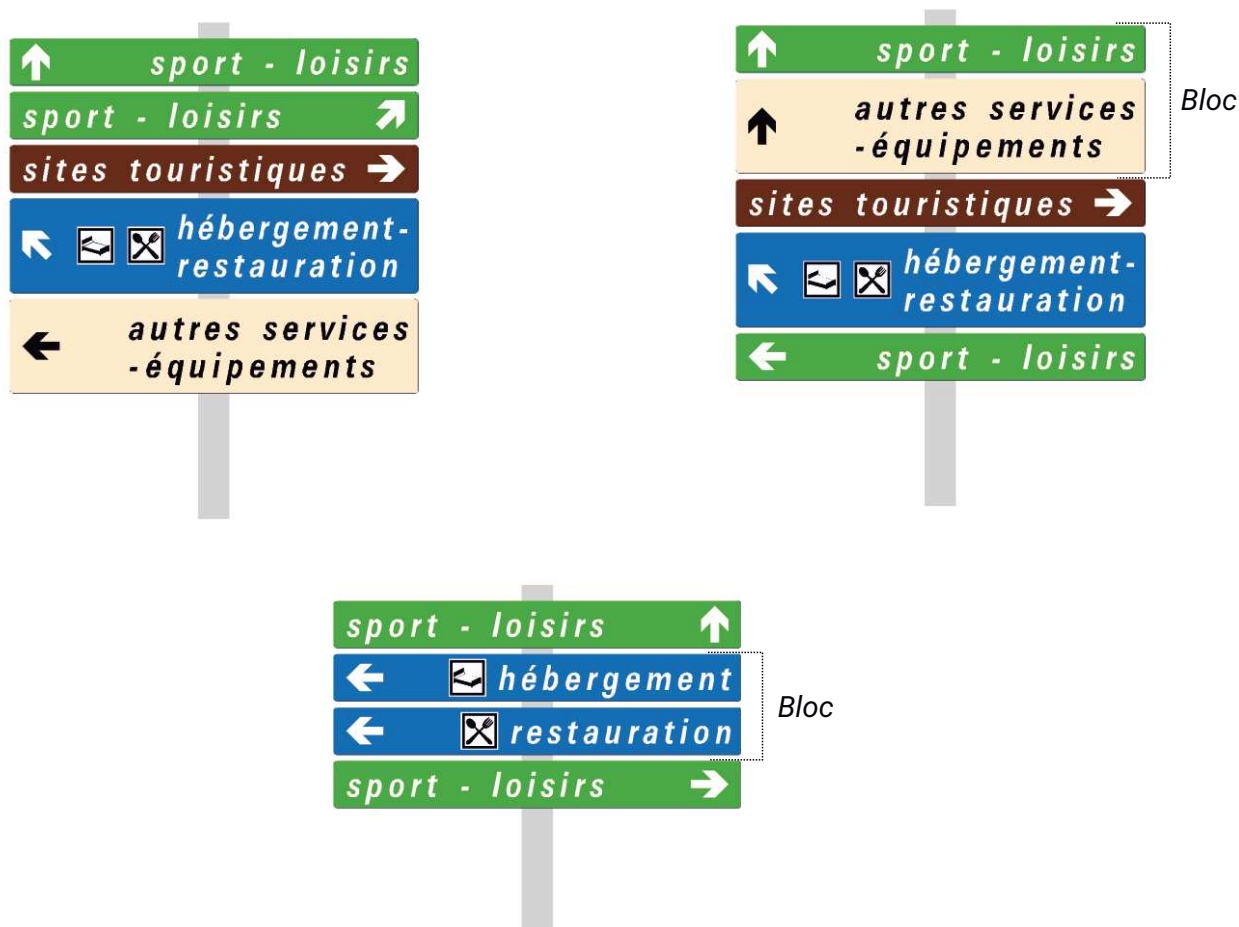 sport - loisirs
sport - loisirs
sites touristiques
hébergement-
restauration
autres services
-équipements
sport - loisirs
autres services
-équipements
Bloc
sites touristiques
hébergement-
restauration
sport - loisirs
sport - loisirs
hébergement
restauration
Bloc
sport - loisirs